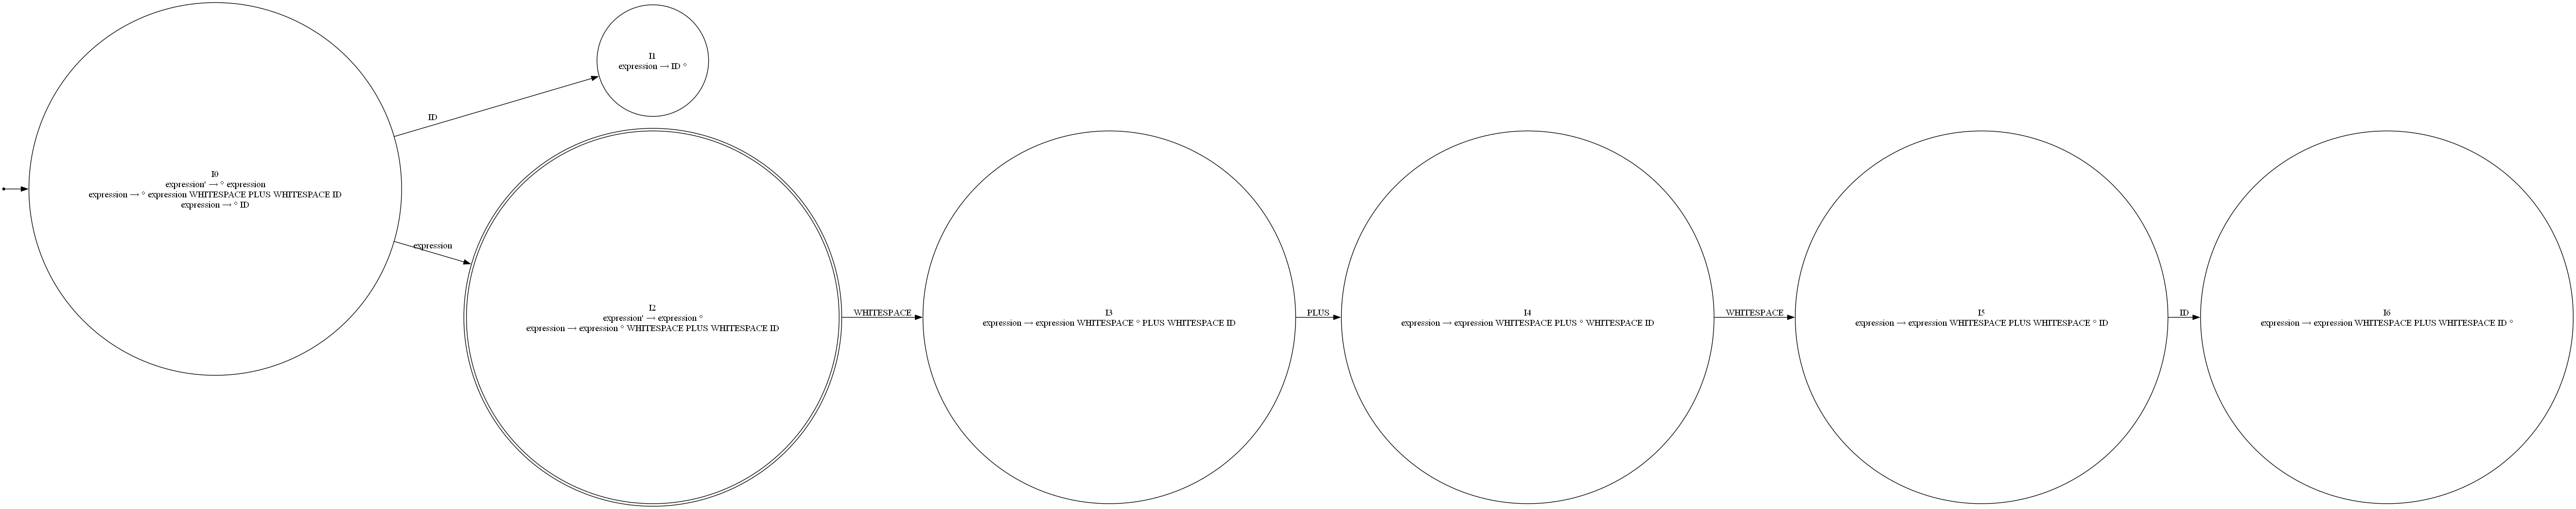 I0
expression' → ° expression
expression → ° expression WHITESPACE PLUS WHITESPACE ID
expression → ° ID
ID
expression
I1
expression → ID °
I2
expression' → expression °
expression → expression ° WHITESPACE PLUS WHITESPACE ID
WHITESPACE
I3
expression → expression WHITESPACE ° PLUS WHITESPACE ID
PLUS
I4
expression → expression WHITESPACE PLUS ° WHITESPACE ID
WHITESPACE
I5
expression → expression WHITESPACE PLUS WHITESPACE ° ID
ID
I6
expression → expression WHITESPACE PLUS WHITESPACE ID °